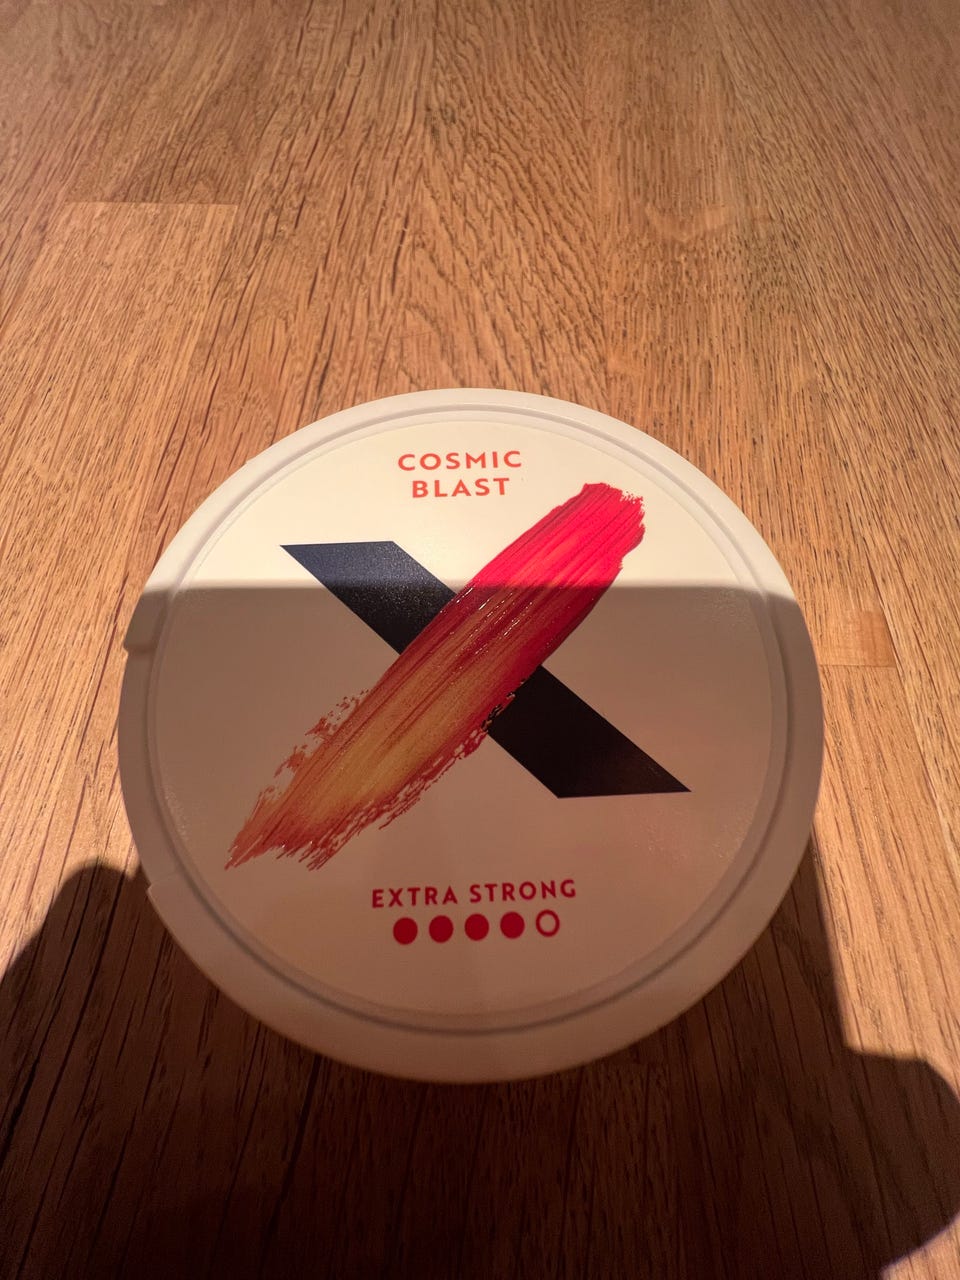 COSMIC
BLAST
X
EXTRA STRONG